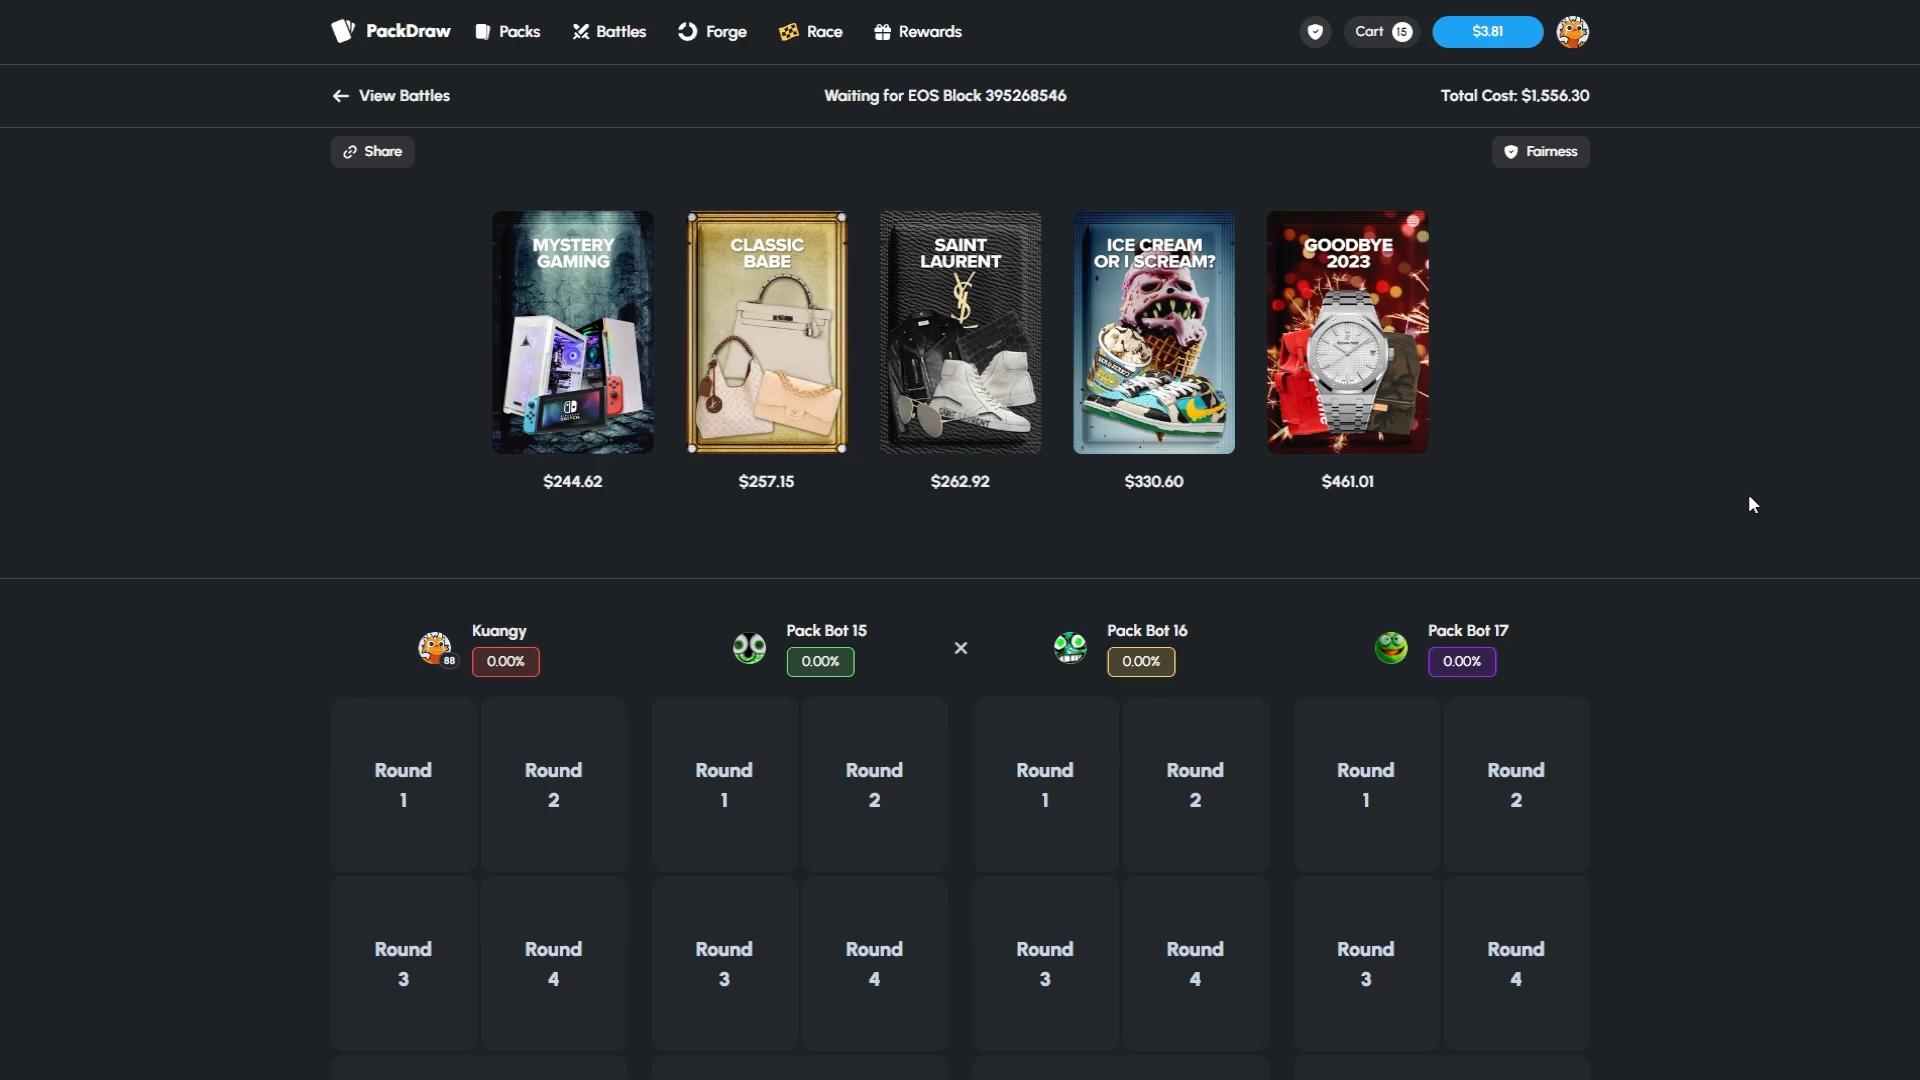 PackDraw Packs Battles Forge Race Rewards Cart 15 $3.81
View Battles Waiting for EOS Block 395268546 Total Cost: $1,556.30
Share Fairness
MYSTERY
GAMING
CLASSIC
BABE
SAINT
LAURENT
ICE CREAM
OR I SCREAM?
GOODBYE
2023
$244.62 $257.15 $262.92 $330.60 $461.01
Kuangy Pack Bot 15 Pack Bot 16 Pack Bot 17
88 0.00% 0.00% 0.00% 0.00%
Round Round Round Round Round Round Round Round
1 2 1 2 1 2 1 2
Round Round Round Round Round Round Round Round
3 4 3 4 3 4 3 4